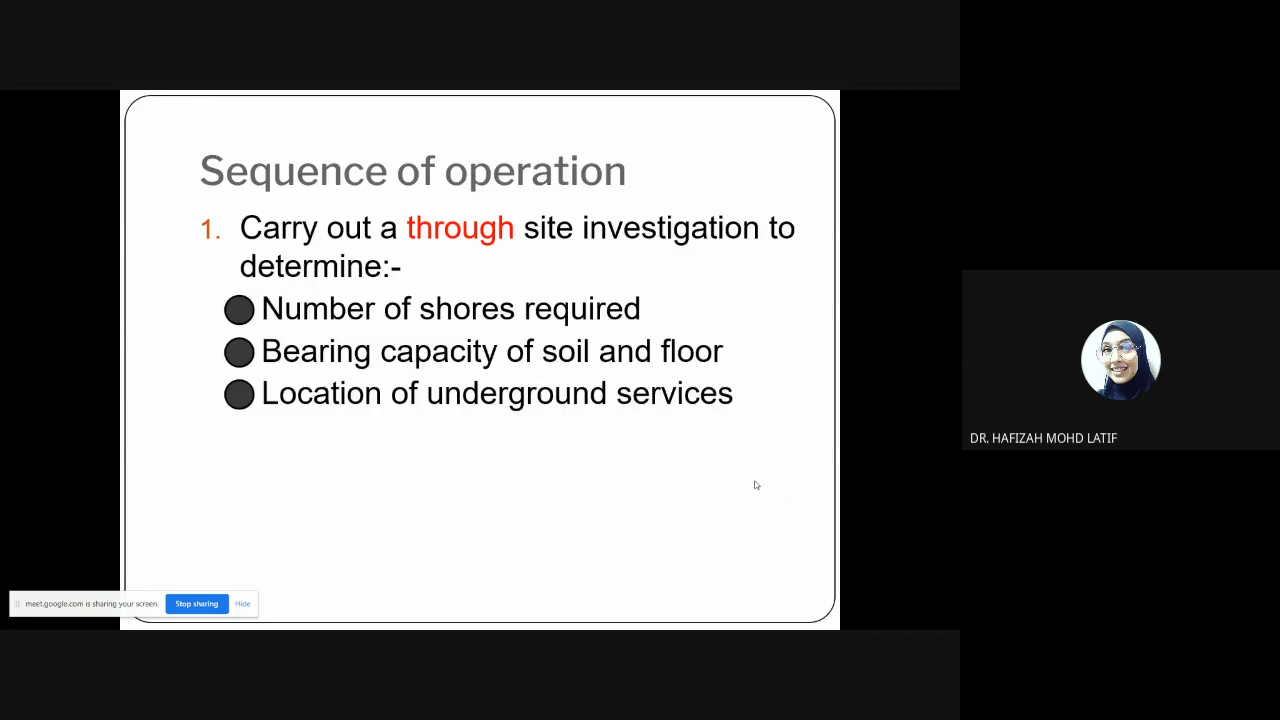 Sequence of operation
1. Carry out a through site investigation to
determine:-
Number of shores required
Bearing capacity of soil and floor
Location of underground services
DR. HAFIZAH MOHD LATIF
meet.google.com is sharing your screen. Stop sharing Hide